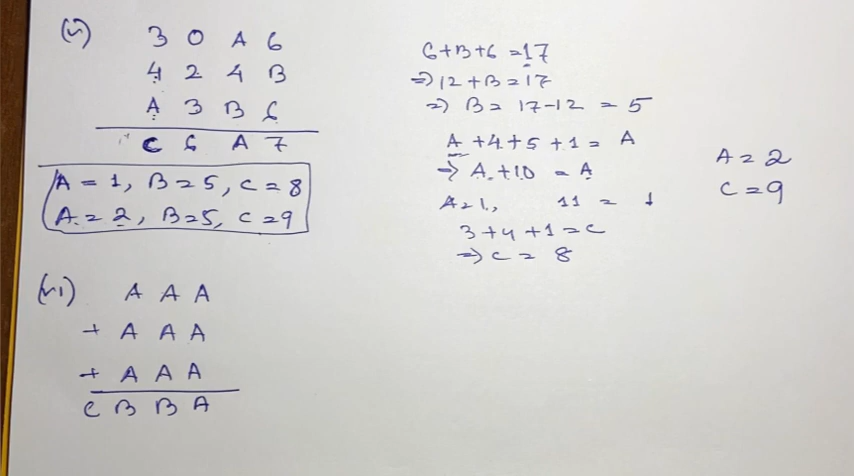 (v) 3 0 A 6
4 2 4 B
A 3 B 6
C 6 A 7
A = 1, B = 5, C = 8
A = 2, B = 5, C = 9
6 + B + 6 = 17
⇒ 12 + B = 17
⇒ B = 17 - 12 = 5
A + 4 + 5 + 1 = A
⇒ A + 10 = A
A = 1, 11 = 1
3 + 4 + 1 = C
⇒ C = 8
A = 2
C = 9
(vi) A A A
+ A A A
+ A A A
C B B A